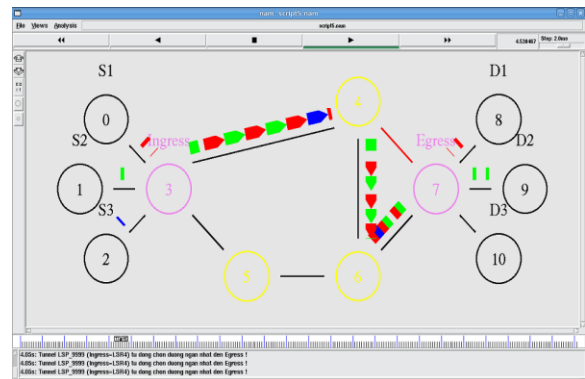 nam: script5.nam
File Views Analysis
script5.nam
4.520407
Step: 2.0ms
S1
D1
0
4
8
S2
Ingress
Egress
D2
1
3
7
9
S3
D3
2
5
6
10
4.05s: Tunnel LSP_9999 (Ingress=LSR4) tu dong chon duong ngan nhat den Egress !
4.05s: Tunnel LSP_9999 (Ingress=LSR4) tu dong chon duong ngan nhat den Egress !
4.05s: Tunnel LSP_9999 (Ingress=LSR4) tu dong chon duong ngan nhat den Egress !